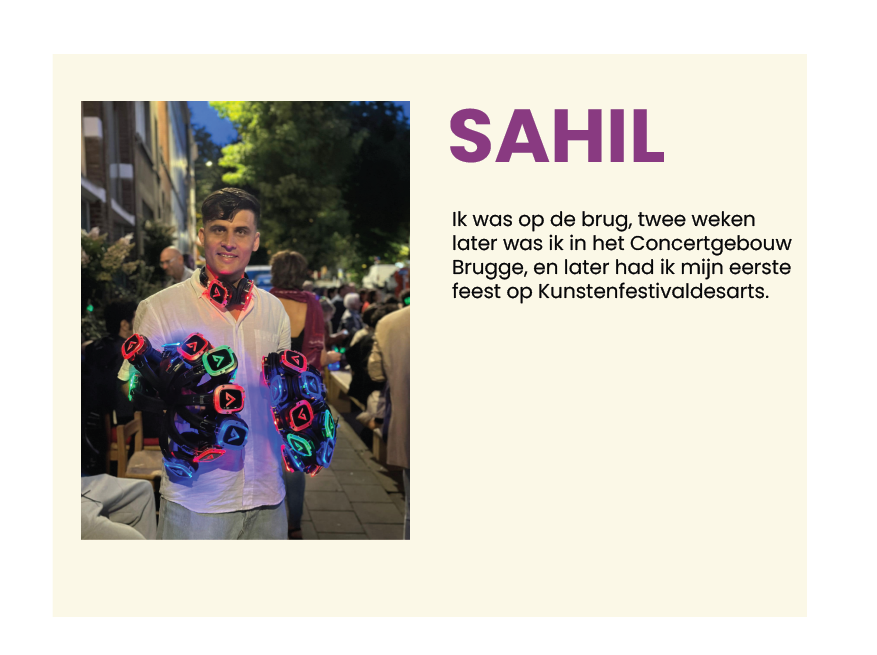 SAHIL
Ik was op de brug, twee weken
later was ik in het Concertgebouw
Brugge, en later had ik mijn eerste
feest op Kunstenfestivaldesarts.